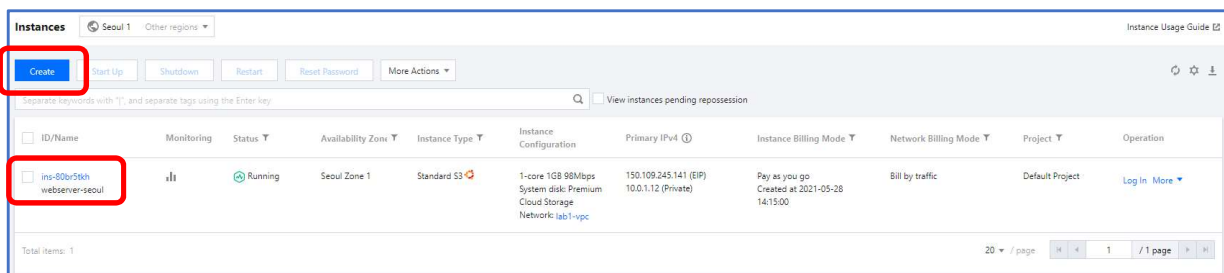 Instances Seoul 1 Other regions Instance Usage Guide
Create Start Up Shutdown Restart Reset Password More Actions
Separate keywords with "|", and separate tags using the Enter key View instances pending repossession
ID/Name Monitoring Status Availability Zone Instance Type Instance Configuration Primary IPv4 Instance Billing Mode Network Billing Mode Project Operation
ins-80br5tkh Running Seoul Zone 1 Standard S3 1-core 1GB 98Mbps 150.109.245.141 (EIP) Pay as you go Bill by traffic Default Project Log In More
webserver-seoul System disk: Premium 10.0.1.12 (Private) Created at 2021-05-28
Cloud Storage 14:15:00
Network: lab1-vpc
Total items: 1 20 / page 1 / 1 page